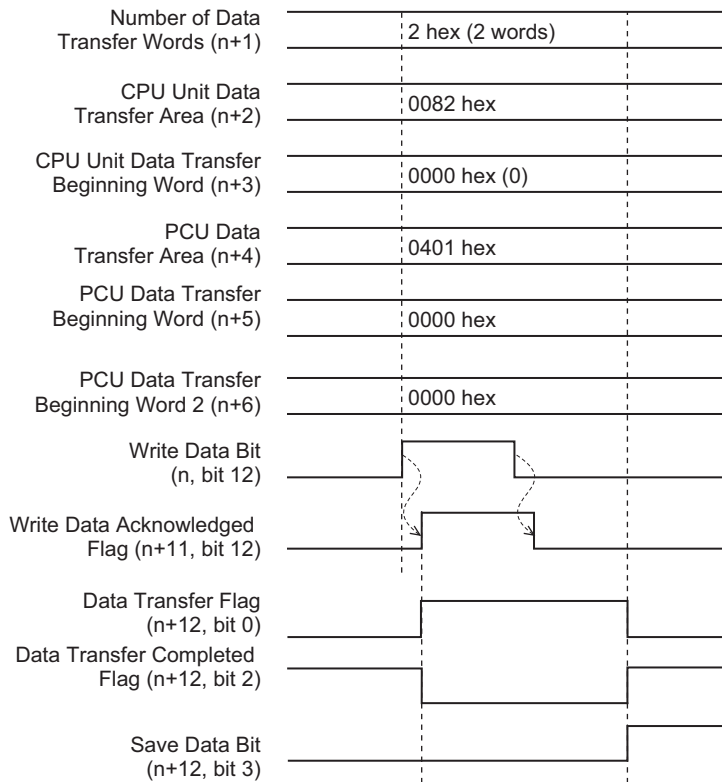 Number of Data
Transfer Words (n+1)
2 hex (2 words)
CPU Unit Data
Transfer Area (n+2)
0082 hex
CPU Unit Data Transfer
Beginning Word (n+3)
0000 hex (0)
PCU Data
Transfer Area (n+4)
0401 hex
PCU Data Transfer
Beginning Word (n+5)
0000 hex
PCU Data Transfer
Beginning Word 2 (n+6)
0000 hex
Write Data Bit
(n, bit 12)
Write Data Acknowledged
Flag (n+11, bit 12)
Data Transfer Flag
(n+12, bit 0)
Data Transfer Completed
Flag (n+12, bit 2)
Save Data Bit
(n+12, bit 3)